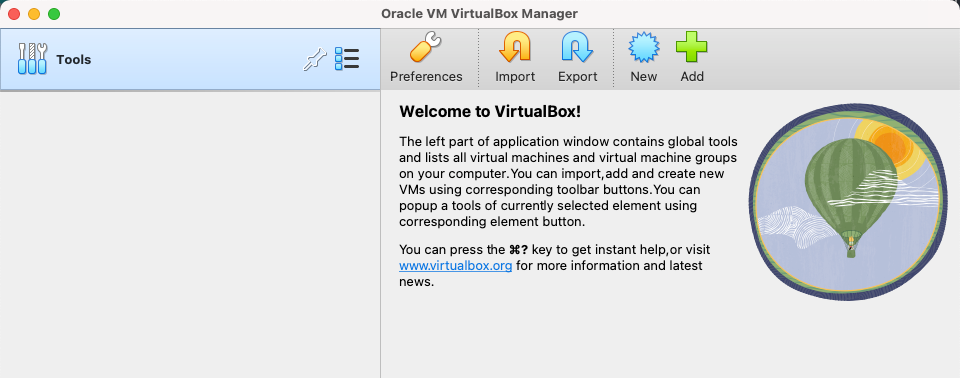 Oracle VM VirtualBox Manager
Tools
Preferences
Import
Export
New
Add
Welcome to VirtualBox!
The left part of application window contains global tools
and lists all virtual machines and virtual machine groups
on your computer.You can import,add and create new
VMs using corresponding toolbar buttons.You can
popup a tools of currently selected element using
corresponding element button.
You can press the ⌘? key to get instant help,or visit
www.virtualbox.org for more information and latest
news.